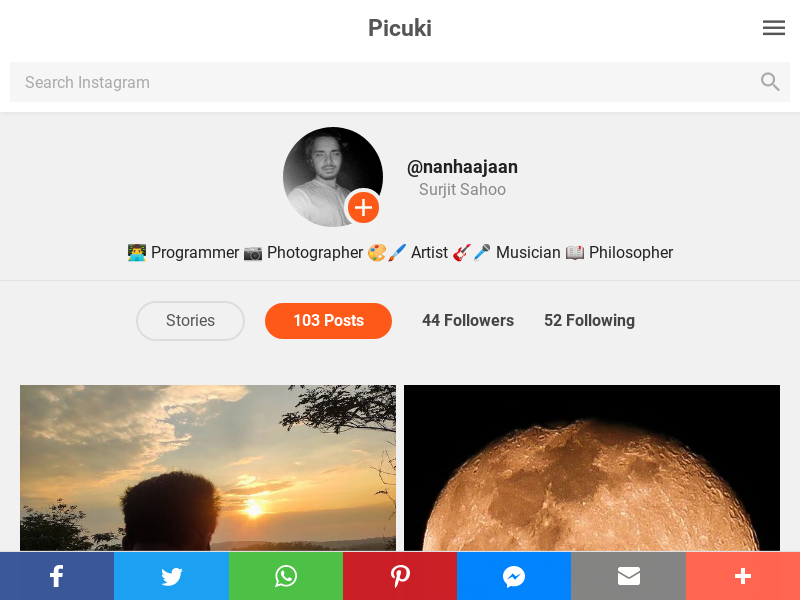 Picuki
Search Instagram
@nanhaajaan
Surjit Sahoo
👨‍💻 Programmer 📷 Photographer 🎨🖌️ Artist 🎸🎤 Musician 📖 Philosopher
Stories
103 Posts
44 Followers
52 Following